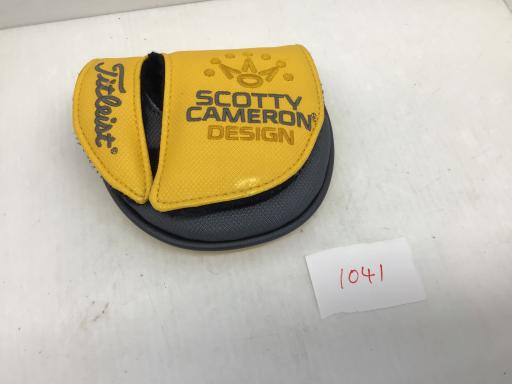 Titleist®
SCOTTY
CAMERON®
DESIGN
1041